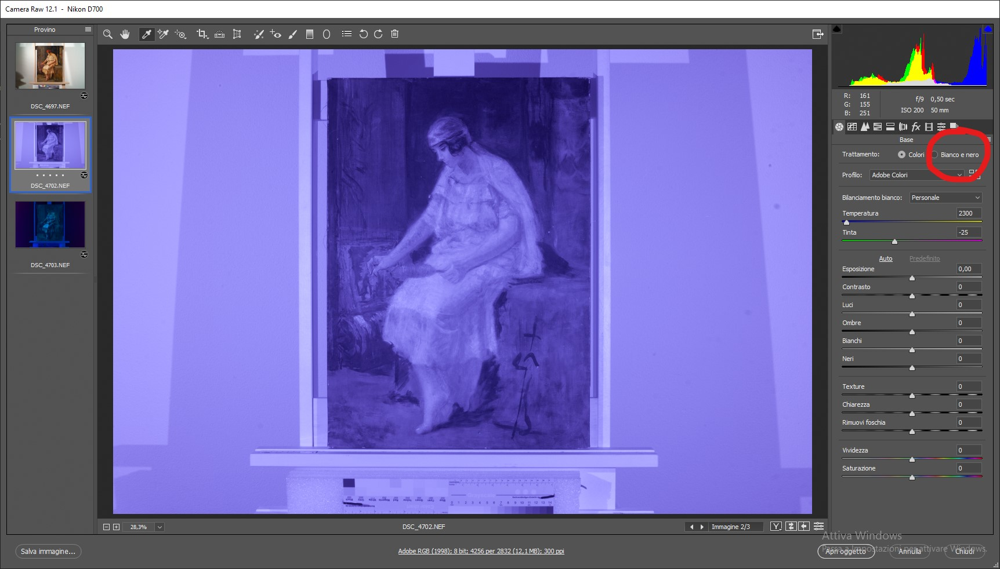 Camera Raw 12.1 - Nikon D700
Provino
DSC_4697.NEF
DSC_4702.NEF
DSC_4703.NEF
R: 161
G: 155
B: 251
f/9 0,50 sec
ISO 200 50 mm
Base
Trattamento: Colori Bianco e nero
Profilo: Adobe Colori
Bilanciamento bianco: Personale
Temperatura 2300
Tinta -25
Auto Predefinito
Esposizione 0,00
Contrasto 0
Luci 0
Ombre 0
Bianchi 0
Neri 0
Texture 0
Chiarezza 0
Rimuovi foschia 0
Vividezza 0
Saturazione 0
28,3% DSC_4702.NEF Immagine 2/3 Y
Attiva Windows
Passa a Impostazioni per attivare Windows.
Salva immagine... Adobe RGB (1998); 8 bit; 4256 per 2832 (12,1 MB); 300 ppi Apri oggetto Annulla Chiudi